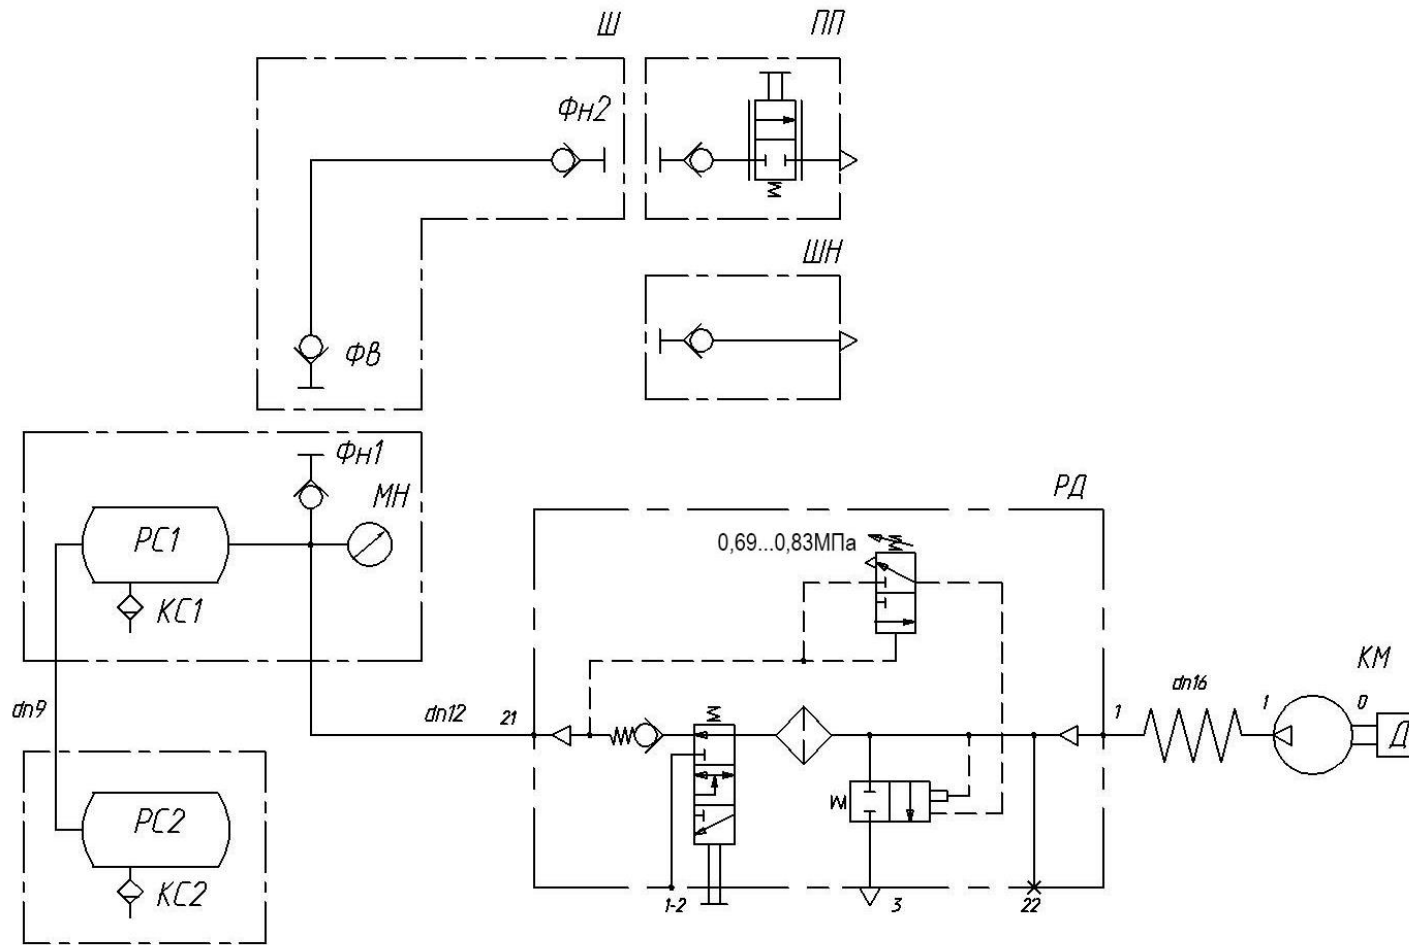 Ш
ПП
Фн2
ШН
Фв
Фн1
МН
РС1
КС1
РД
0,69...0,83МПа
КМ
dn9
dn12
21
1
dn16
1
0
Д
РС2
КС2
1-2
3
22